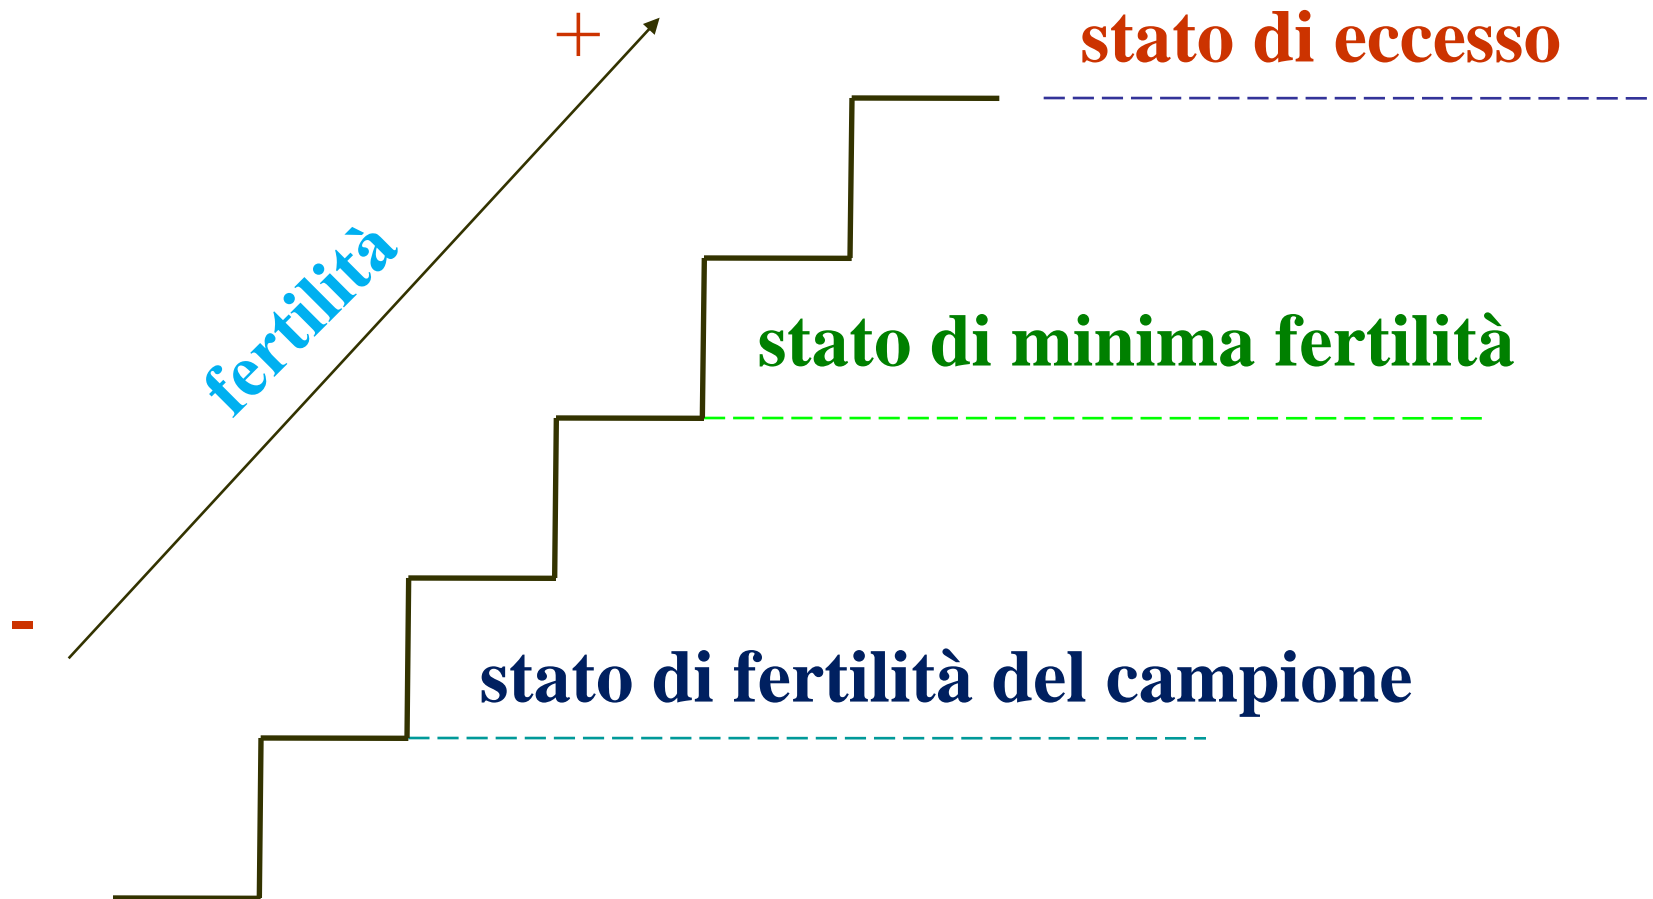 +
stato di eccesso
fertilità
stato di minima fertilità
-
stato di fertilità del campione